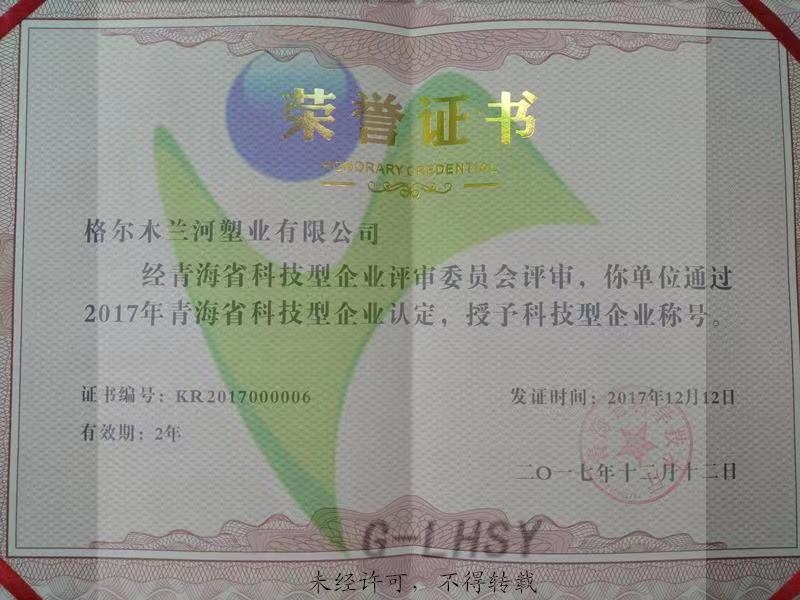 荣誉证书
HONORARY CREDENTIAL
格尔木兰河塑业有限公司
经青海省科技型企业评审委员会评审，你单位通过
2017年青海省科技型企业认定，授予科技型企业称号。
证书编号：KR2017000006
发证时间：2017年12月12日
有效期：2年
二〇一七年十二月十二日
G-LHSY
未经许可，不得转载